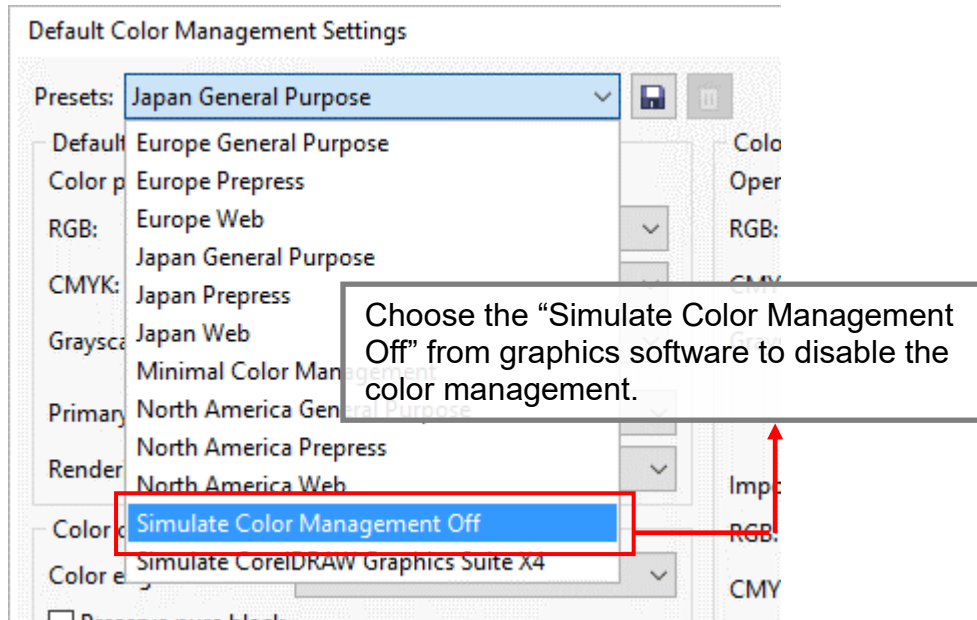 Default Color Management Settings
Presets: Japan General Purpose
Europe General Purpose
Europe Prepress
Europe Web
Japan General Purpose
Japan Prepress
Japan Web
Minimal Color Management
North America General Purpose
North America Prepress
North America Web
Simulate Color Management Off
Simulate CorelDRAW Graphics Suite X4
Default
Color p
RGB:
CMYK:
Graysca
Primary
Render
Color
Color e
Colo
Oper
RGB:
Impo
RGB:
CMY
Choose the “Simulate Color Management
Off” from graphics software to disable the
color management.